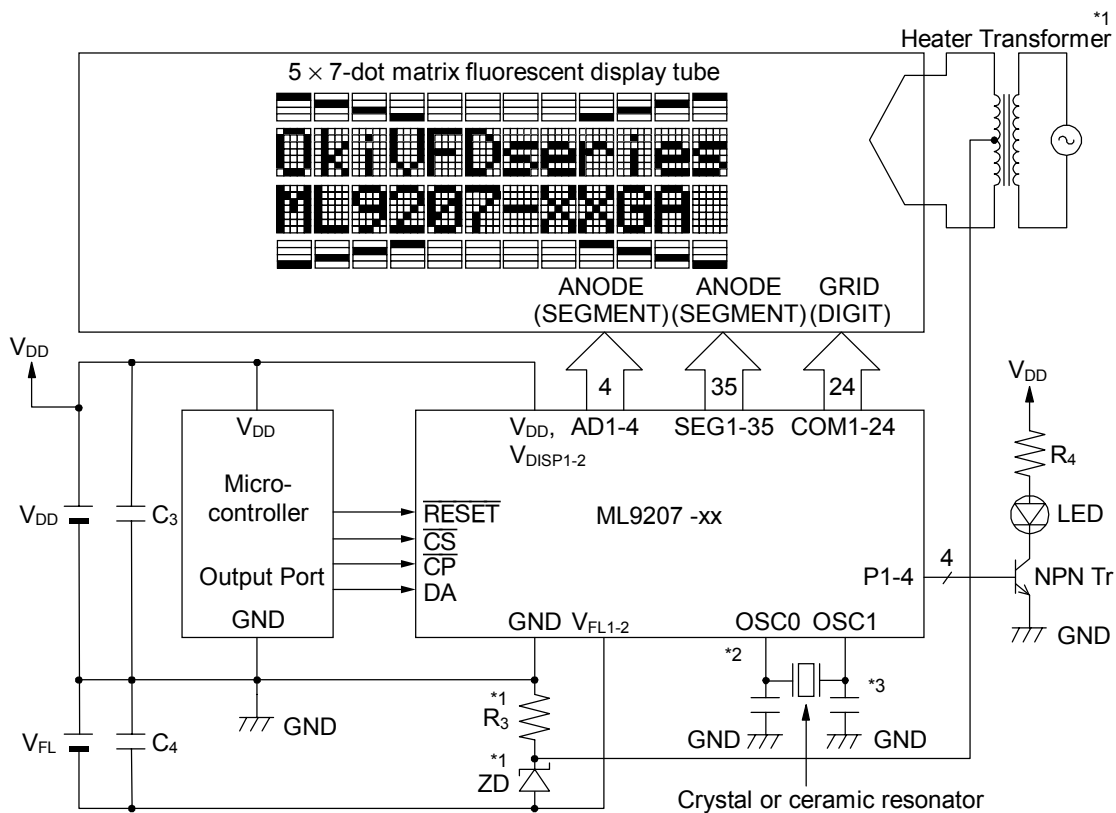 *1
Heater Transformer
5 × 7-dot matrix fluorescent display tube
OkiVFDseries
ML9207-XXGA
ANODE
(SEGMENT)
ANODE
(SEGMENT)
GRID
(DIGIT)
4
35
24
VDD
VDD
VDD
VDD,
VDISP1-2
AD1-4
SEG1-35
COM1-24
R4
LED
NPN Tr
GND
VDD
C3
Micro-
controller
Output Port
GND
RESET
CS
CP
DA
ML9207 -xx
P1-4
4
GND
VFL1-2
OSC0
OSC1
*2
*3
GND
*1
R3
GND
GND
VFL
C4
*1
ZD
Crystal or ceramic resonator